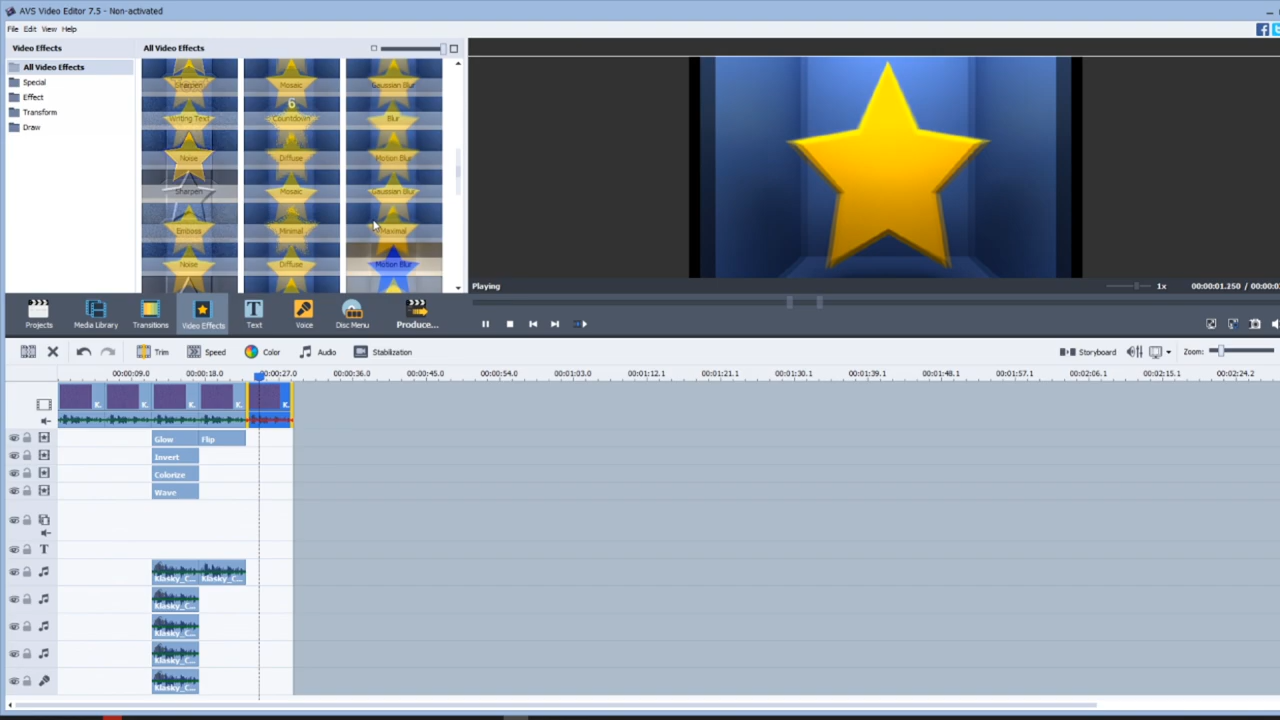 AVS Video Editor 7.5 - Non-activated
File Edit View Help
Video Effects
All Video Effects
All Video Effects
Special
Effect
Transform
Draw
Sharpen Mosaic Gaussian Blur
6
Writing Text Countdown Blur
Noise Diffuse Motion Blur
Sharpen Mosaic Gaussian Blur
Emboss Minimal Maximal
Noise Diffuse Motion Blur
Playing
1x
00:00:01.250 / 00:00:0
Projects Media Library Transitions Video Effects Text Voice Disc Menu Produce...
Trim Speed Color Audio Stabilization
Storyboard
Zoom:
00:00:09.0 00:00:18.0 00:00:27.0 00:00:36.0 00:00:45.0 00:00:54.0 00:01:03.0 00:01:12.1 00:01:21.1 00:01:30.1 00:01:39.1 00:01:48.1 00:01:57.1 00:02:06.1 00:02:15.1 00:02:24.2
K. K. K. K. K.
Glow Flip
Invert
Colorize
Wave
T
Klasky_C... Klasky_C...
Klasky_C...
Klasky_C...
Klasky_C...
Klasky_C...